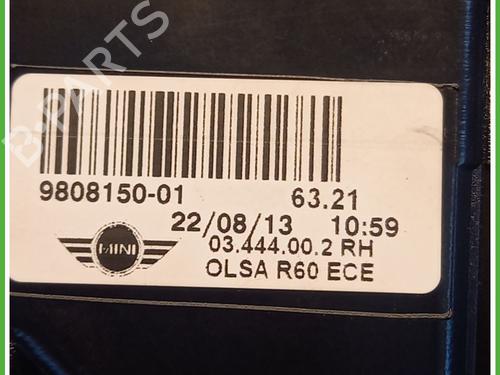 B-PARTS
9808150-01 63.21
22/08/13 10:59
MINI
03.444.00.2 RH
OLSA R60 ECE